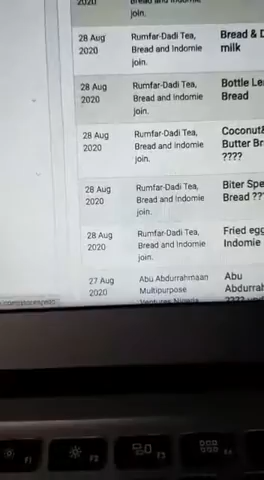 2020
Bread and Indomie
join.
28 Aug
2020
Rumfar-Dadi Tea,
Bread and Indomie
join.
Bread & D
milk
28 Aug
2020
Rumfar-Dadi Tea,
Bread and Indomie
join.
Bottle Le
Bread
28 Aug
2020
Rumfar-Dadi Tea,
Bread and Indomie
join.
Coconut&
Butter Br
????
28 Aug
2020
Rumfar-Dadi Tea,
Bread and Indomie
join.
Biter Spe
Bread ??
28 Aug
2020
Rumfar-Dadi Tea,
Bread and Indomie
join.
Fried egg
Indomie
27 Aug
2020
Abu Abdurrahmaan
Multipurpose
Ventures Nigeria
Abu
Abdurrah
????
F1
F2
F3
F4